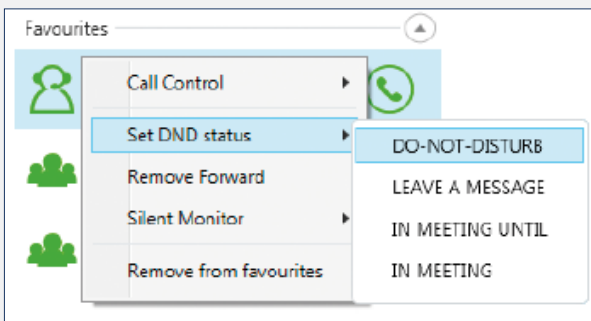 Favourites
Call Control
Set DND status
Remove Forward
Silent Monitor
Remove from favourites
DO-NOT-DISTURB
LEAVE A MESSAGE
IN MEETING UNTIL
IN MEETING